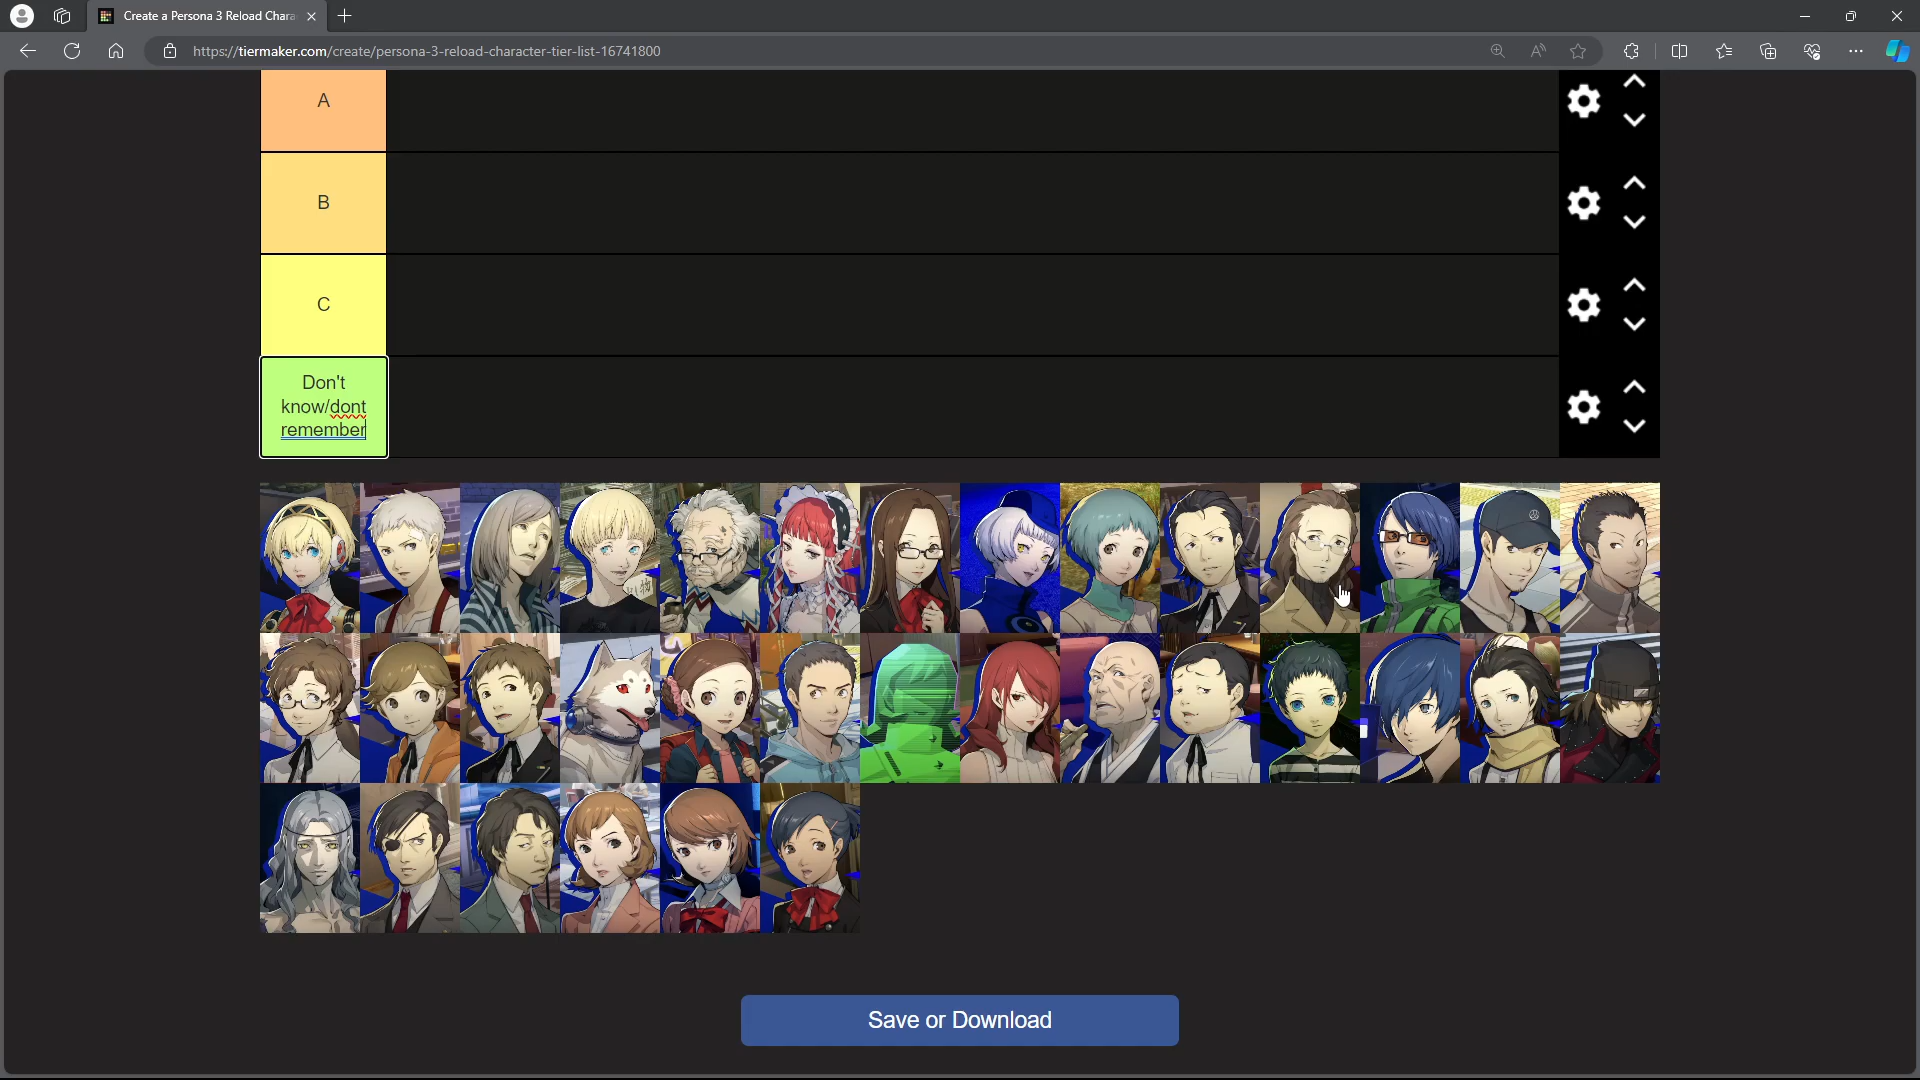 Create a Persona 3 Reload Chara
https://tiermaker.com/create/persona-3-reload-character-tier-list-16741800
A
B
C
Don't
know/dont
remember
Save or Download